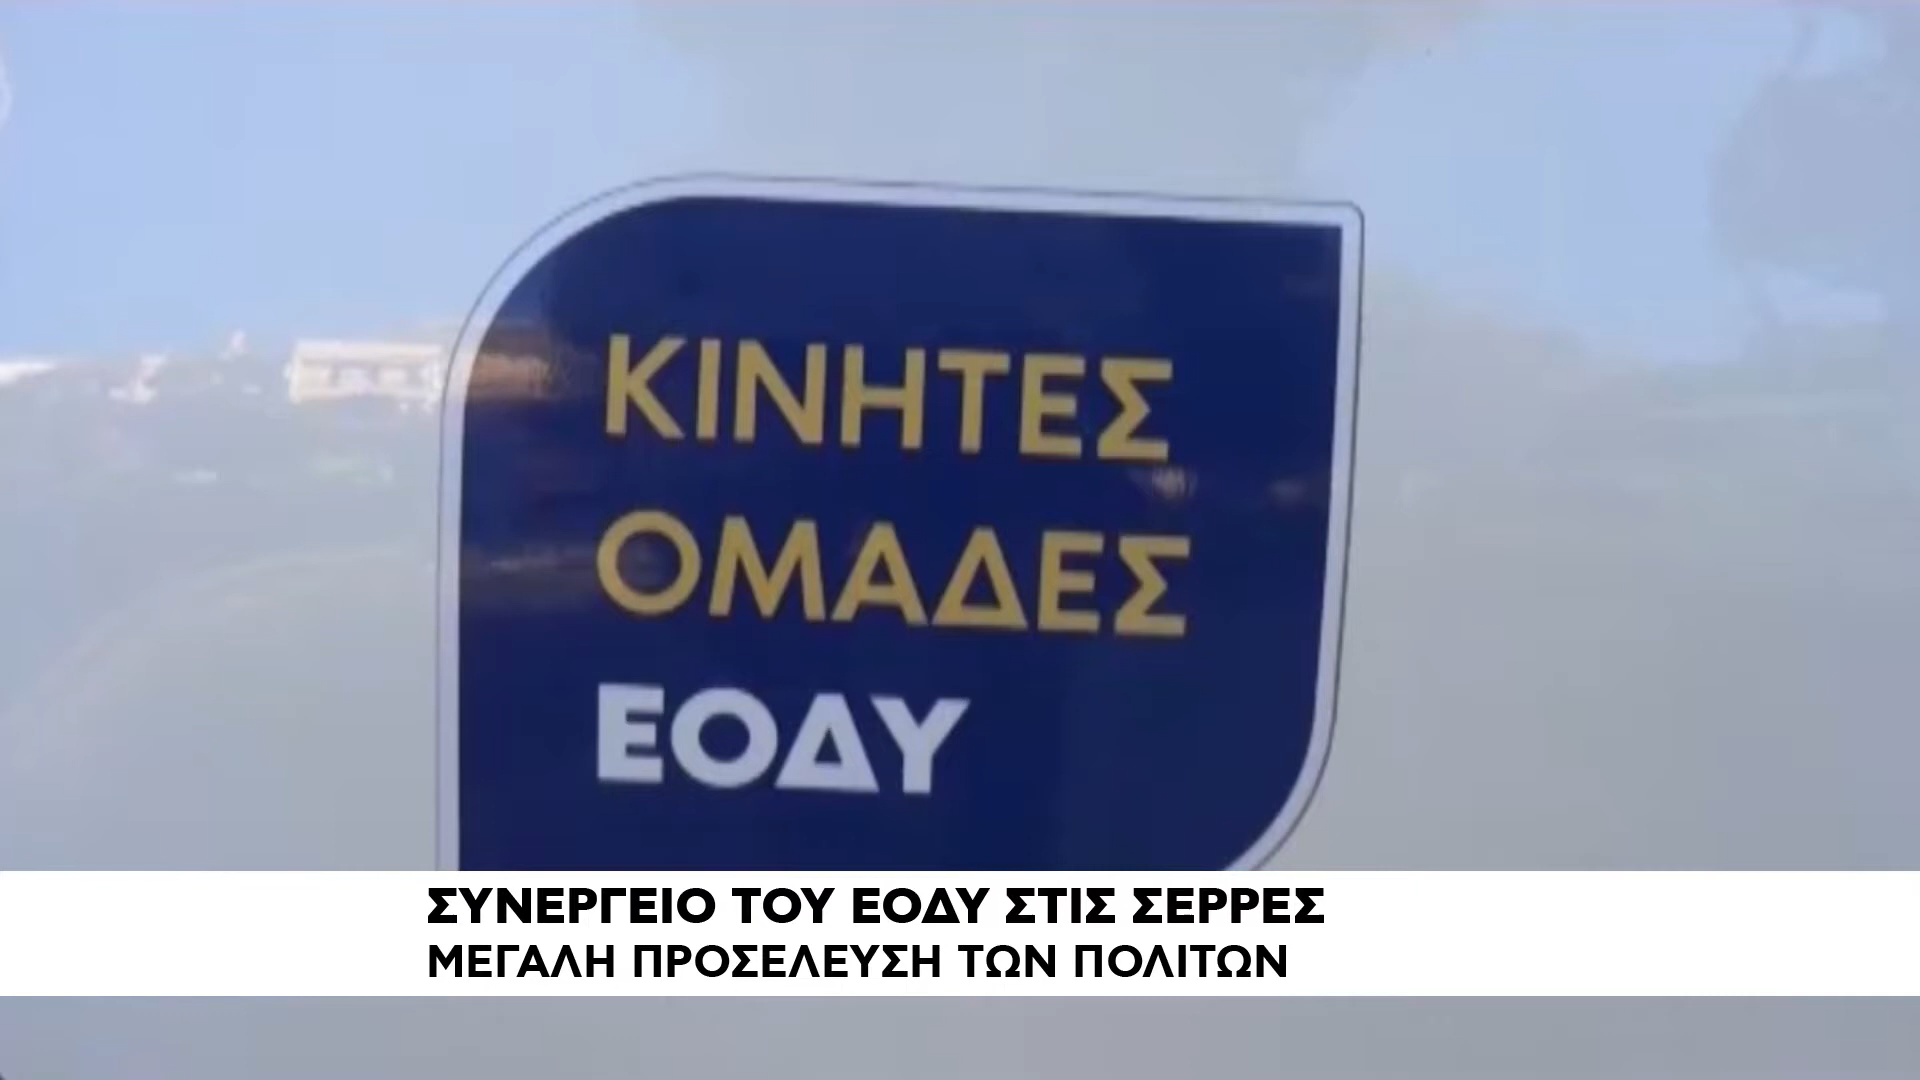 ΚΙΝΗΤΕΣ
ΟΜΑΔΕΣ
ΕΟΔΥ
ΣΥΝΕΡΓΕΙΟ ΤΟΥ ΕΟΔΥ ΣΤΙΣ ΣΕΡΡΕΣ
ΜΕΓΑΛΗ ΠΡΟΣΕΛΕΥΣΗ ΤΩΝ ΠΟΛΙΤΩΝ